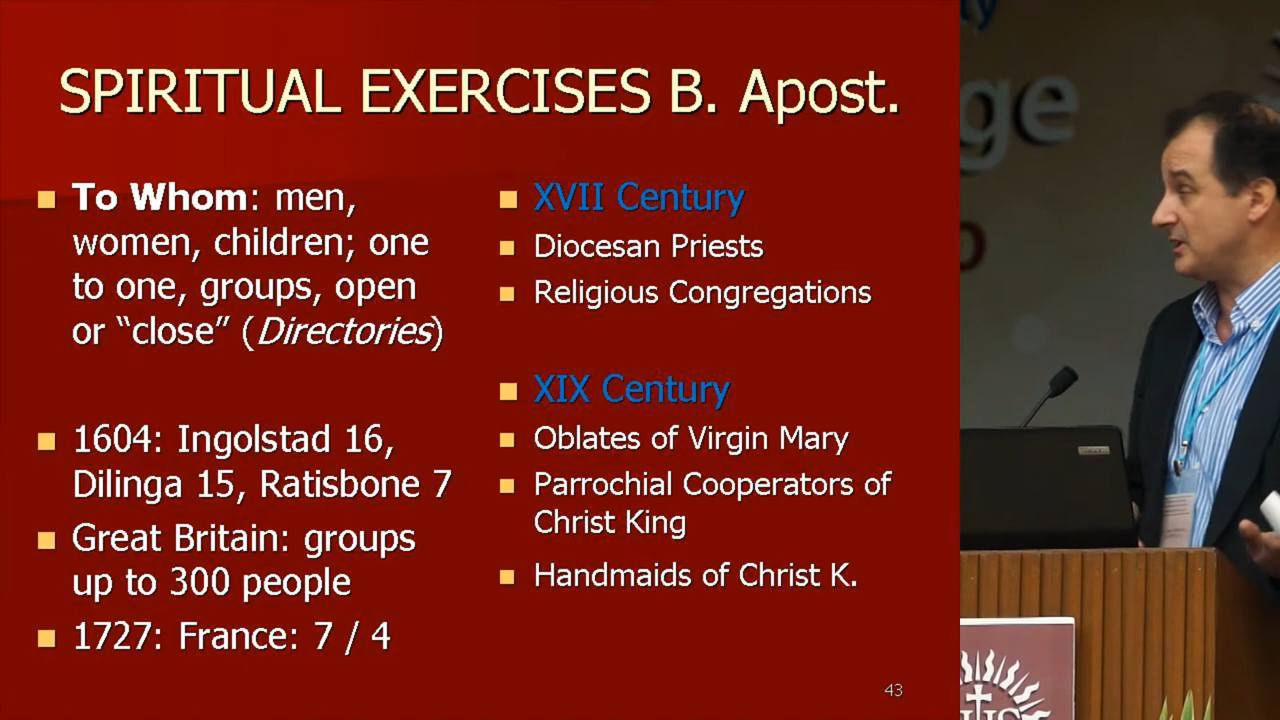 SPIRITUAL EXERCISES B. Apost.
To Whom: men,
women, children; one
to one, groups, open
or “close” (Directories)
1604: Ingolstad 16,
Dilinga 15, Ratisbone 7
Great Britain: groups
up to 300 people
1727: France: 7 / 4
XVII Century
Diocesan Priests
Religious Congregations
XIX Century
Oblates of Virgin Mary
Parrochial Cooperators of
Christ King
Handmaids of Christ K.
43